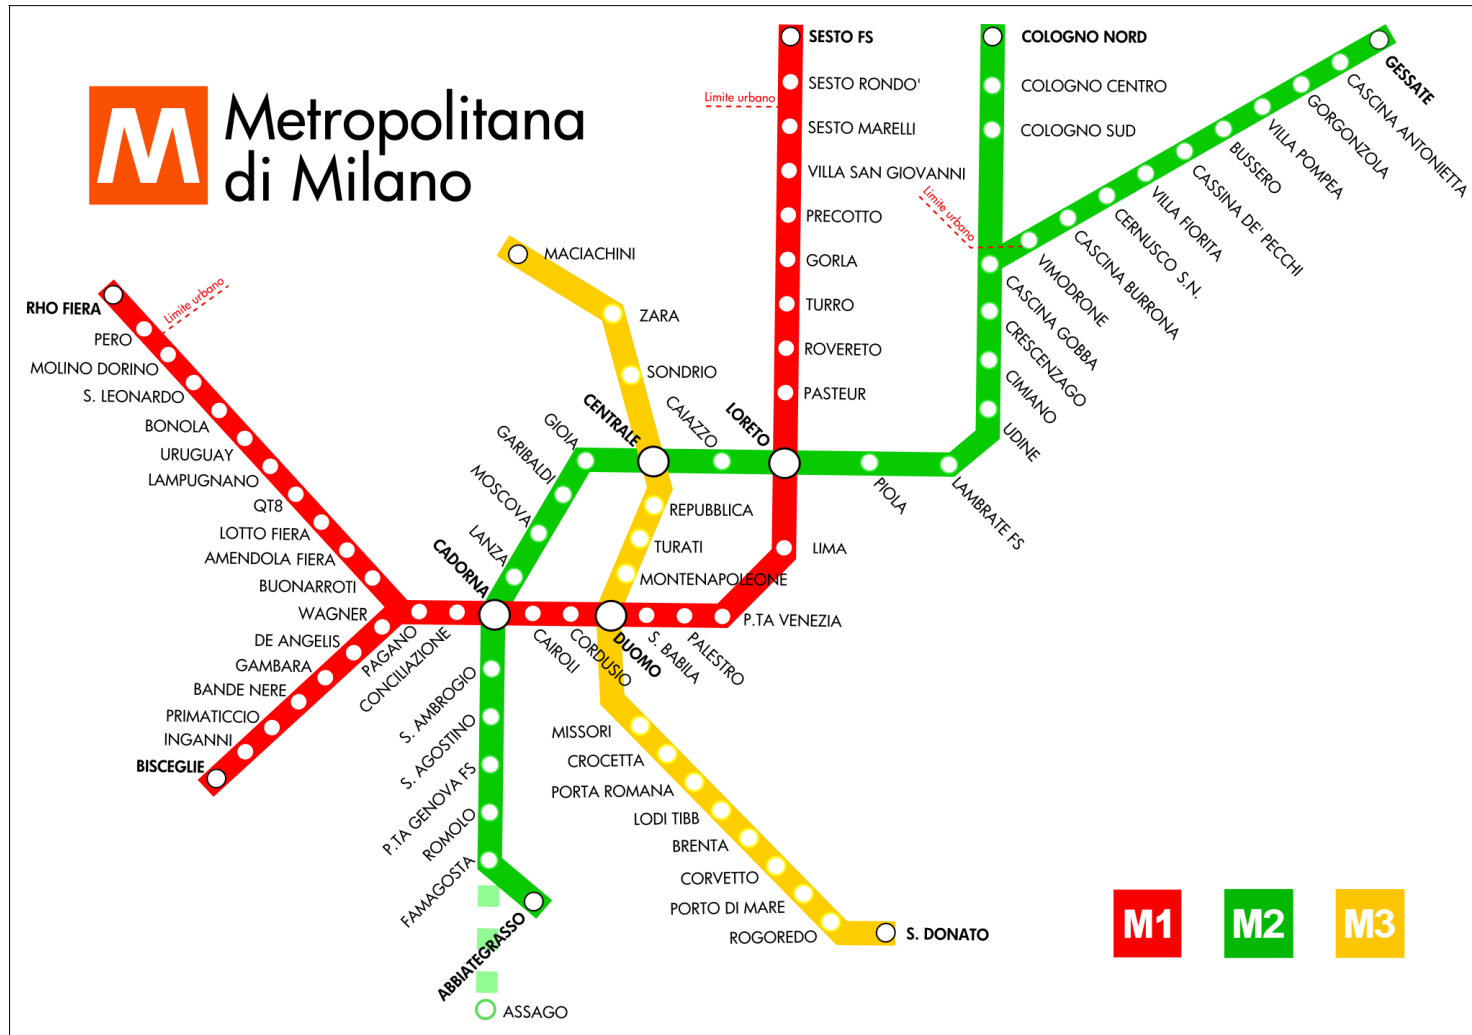 M
Metropolitana
di Milano
SESTO FS
SESTO RONDO'
Limite urbano
SESTO MARELLI
VILLA SAN GIOVANNI
PRECOTTO
GORLA
TURRO
ROVERETO
PASTEUR
LORETO
LIMA
P.TA VENEZIA
PALESTRO
S. BABILA
DUOMO
CORDUSIO
CAIROLI
CADORNA
CONCILIAZIONE
PAGANO
RHO FIERA
Limite urbano
PERO
MOLINO DORINO
S. LEONARDO
BONOLA
URUGUAY
LAMPUGNANO
QT8
LOTTO FIERA
AMENDOLA FIERA
BUONARROTI
WAGNER
DE ANGELIS
GAMBARA
BANDE NERE
PRIMATICCIO
INGANNI
BISCEGLIE
COLOGNO NORD
COLOGNO CENTRO
COLOGNO SUD
GESSATE
CASCINA ANTONIETTA
GORGONZOLA
VILLA POMPEA
BUSSERO
CASSINA DE' PECCHI
VILLA FIORITA
CERNUSCO S.N.
CASCINA BURRONA
VIMODRONE
Limite urbano
CASCINA GOBBA
CRESCENZAGO
CIMIANO
UDINE
LAMBRATE FS
PIOLA
CAIAZZO
CENTRALE
GIOIA
GARIBALDI
MOSCOVA
LANZA
S. AMBROGIO
S. AGOSTINO
P.TA GENOVA FS
ROMOLO
FAMAGOSTA
ABBIATEGRASSO
ASSAGO
MACIACHINI
ZARA
SONDRIO
REPUBBLICA
TURATI
MONTENAPOLEONE
MISSORI
CROCETTA
PORTA ROMANA
LODI TIBB
BRENTA
CORVETTO
PORTO DI MARE
ROGOREDO
S. DONATO
M1
M2
M3